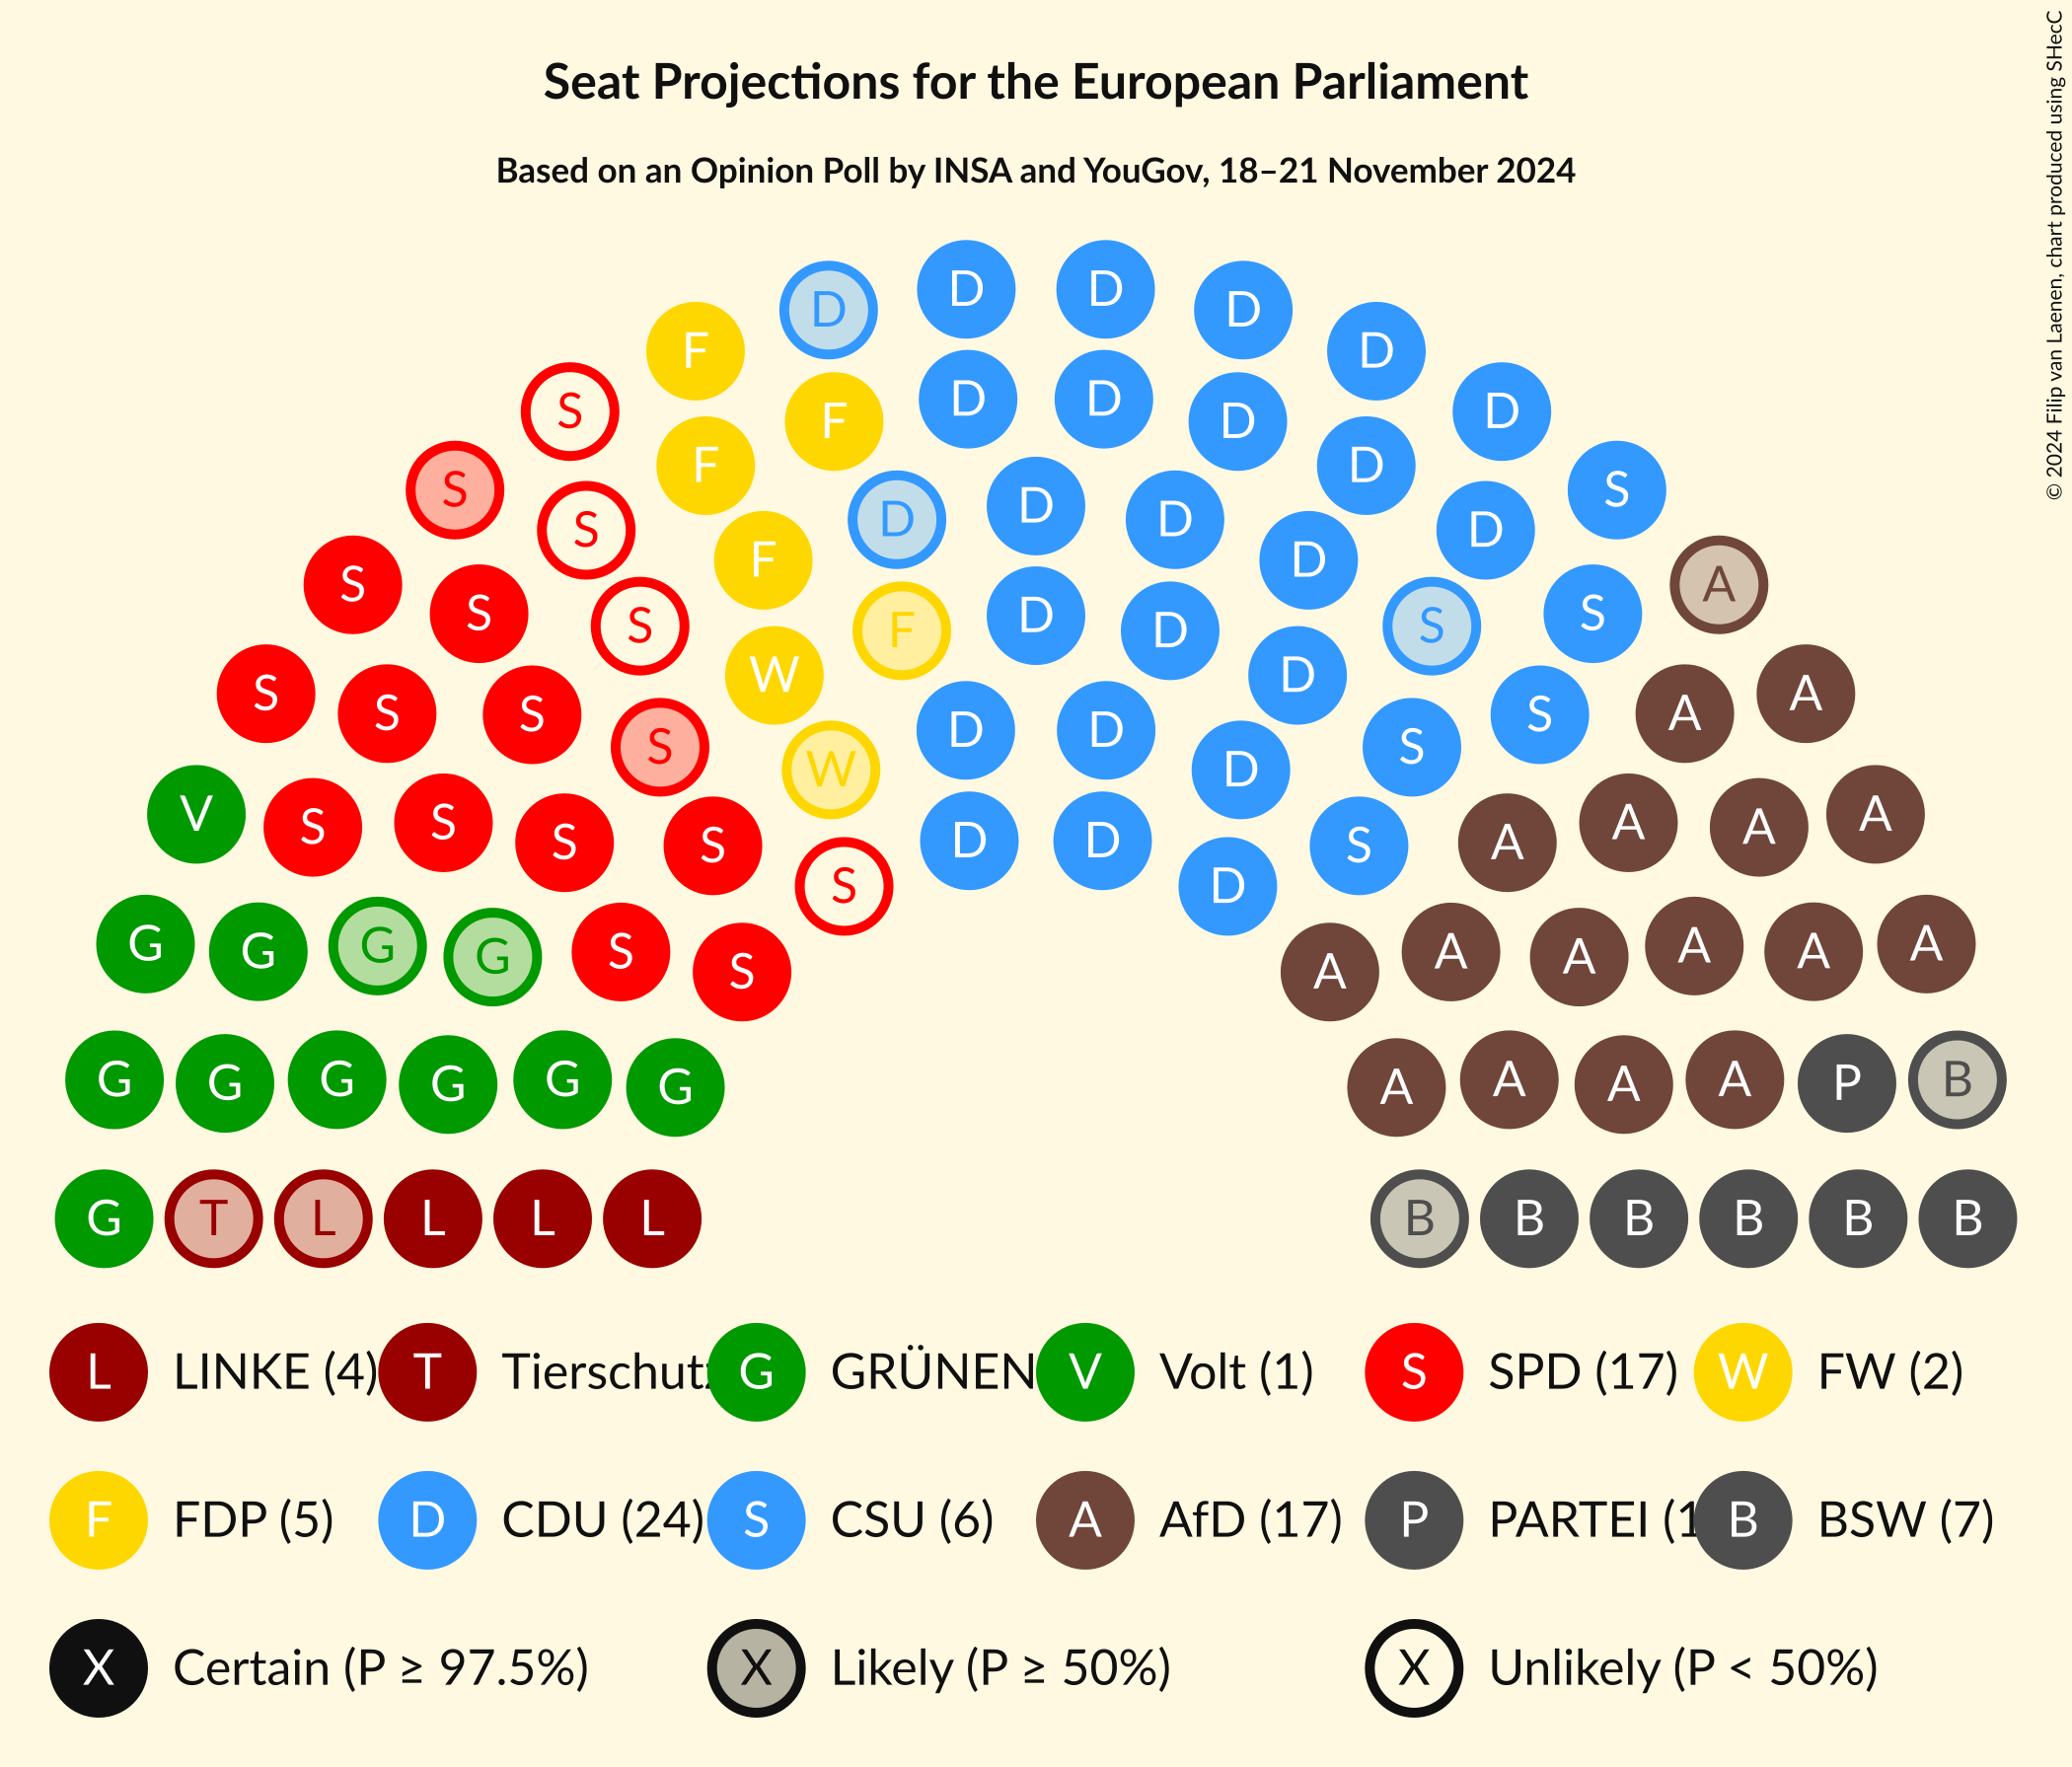 © 2024 Filip van Laenen, chart produced using SHecC
Seat Projections for the European Parliament
Based on an Opinion Poll by INSA and YouGov, 18–21 November 2024
D D D D
F D
S F D D D D
S F D S
S D D D D
S F D A
S S F D D S S
S S S W D S A A
S W D D D S
V S S S S D D S A A A A
S D
G G G G S S A A A A A A
G G G G G G A A A A P B
G T L L L L B B B B B B
L LINKE (4) T Tierschutz G GRÜNEN V Volt (1) S SPD (17) W FW (2)
F FDP (5) D CDU (24) S CSU (6) A AfD (17) P PARTEI (1 B BSW (7)
X Certain (P ≥ 97.5%) X Likely (P ≥ 50%) X Unlikely (P < 50%)